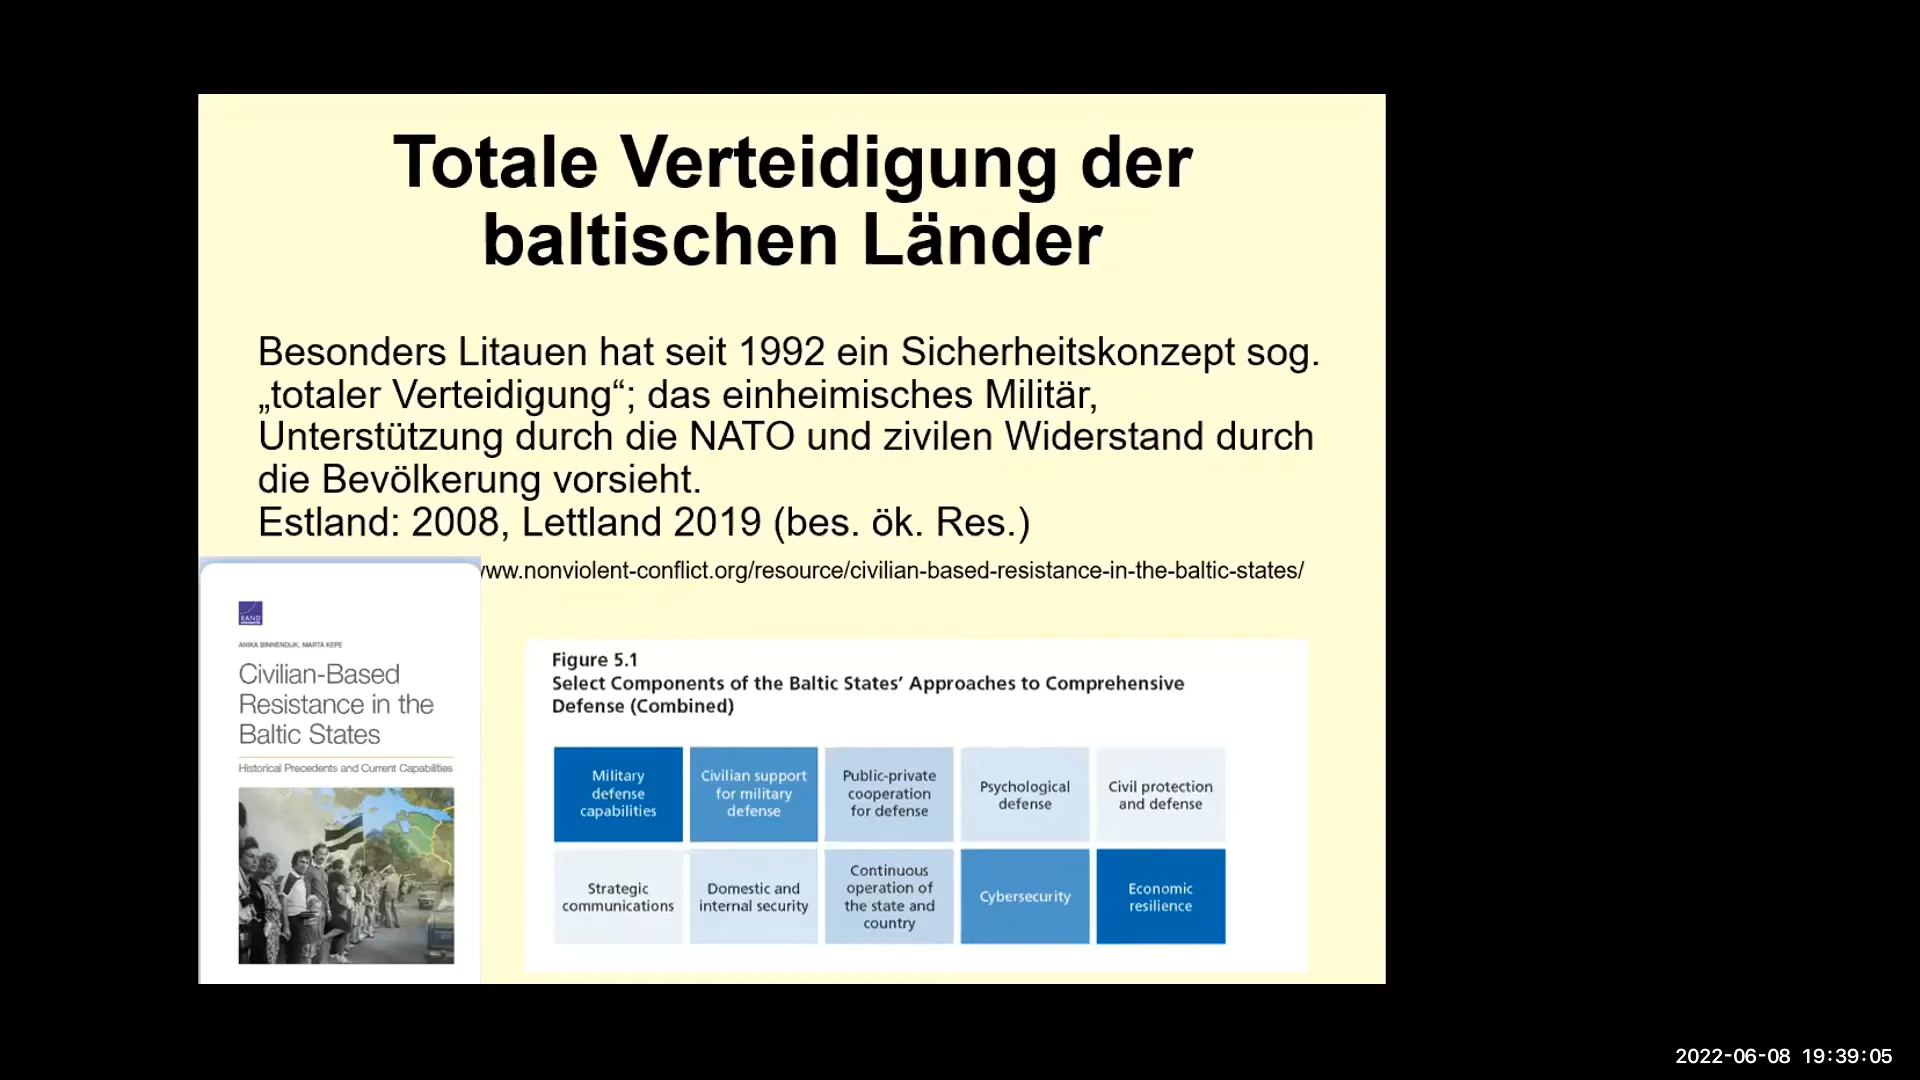 Totale Verteidigung der
baltischen Länder
Besonders Litauen hat seit 1992 ein Sicherheitskonzept sog.
„totaler Verteidigung“; das einheimisches Militär,
Unterstützung durch die NATO und zivilen Widerstand durch
die Bevölkerung vorsieht.
Estland: 2008, Lettland 2019 (bes. ök. Res.)
www.nonviolent-conflict.org/resource/civilian-based-resistance-in-the-baltic-states/
RAND
ANIKA BINNENDIJK, MARTA KEPE
Civilian-Based
Resistance in the
Baltic States
Historical Precedents and Current Capabilities
Figure 5.1
Select Components of the Baltic States’ Approaches to Comprehensive
Defense (Combined)
Military
defense
capabilities
Civilian support
for military
defense
Public-private
cooperation
for defense
Psychological
defense
Civil protection
and defense
Strategic
communications
Domestic and
internal security
Continuous
operation of
the state and
country
Cybersecurity
Economic
resilience
2022-06-08 19:39:05